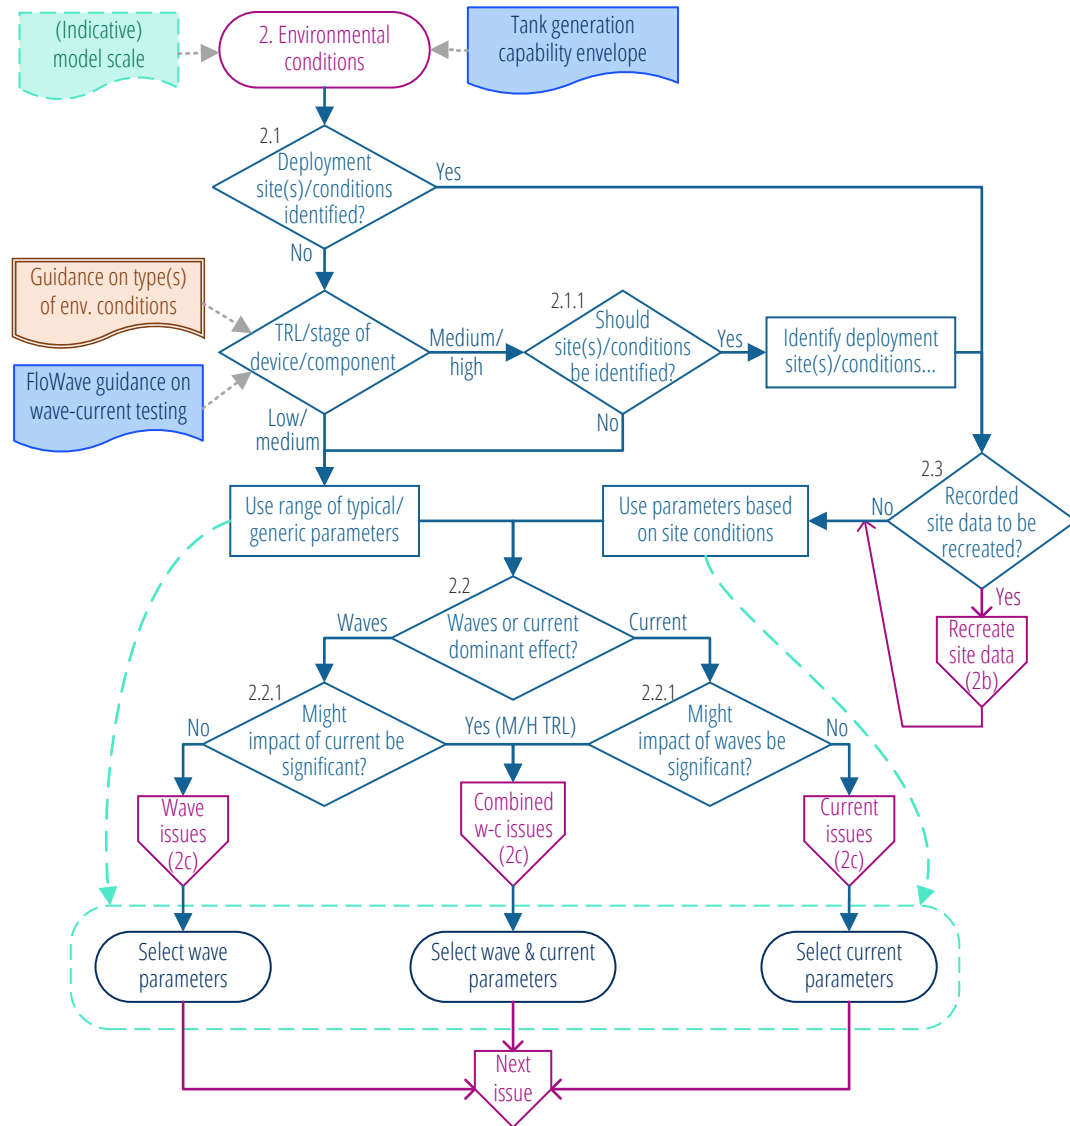 (Indicative)
model scale
2. Environmental
conditions
Tank generation
capability envelope
2.1
Deployment
site(s)/conditions
identified?
Yes
No
Guidance on type(s)
of env. conditions
FloWave guidance on
wave-current testing
TRL/stage of
device/component
Medium/
high
Low/
medium
2.1.1
Should
site(s)/conditions
be identified?
Yes
No
Identify deployment
site(s)/conditions...
2.3
Recorded
site data to be
recreated?
No
Yes
Recreate
site data
(2b)
Use range of typical/
generic parameters
Use parameters based
on site conditions
2.2
Waves or current
dominant effect?
Waves
Current
2.2.1
Might
impact of current be
significant?
No
Yes (M/H TRL)
2.2.1
Might
impact of waves be
significant?
No
Wave
issues
(2c)
Combined
w-c issues
(2c)
Current
issues
(2c)
Select wave
parameters
Select wave & current
parameters
Select current
parameters
Next
issue